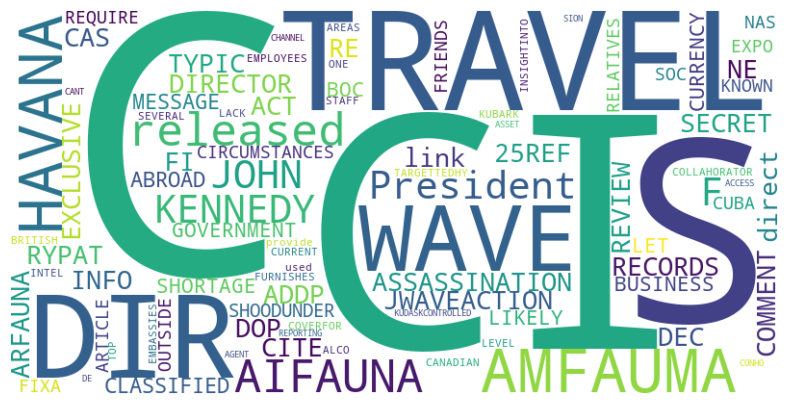 REQUIRE
CAS
HAVANA
EXCLUSIVE
CANT
BRITISH
SEVERAL
C
TYPIC
DIRECTOR
MESSAGE
ACT
released
LACK
FI
CIRCUMSTANCES
ABROAD
JOHN
KENNEDY
GOVERNMENT
CHANNEL
EMPLOYEES
AREAS
ONE
RE
BOC
STAFF
TRAVEL
FRIENDS
SION
INSIGHTINTO
RELATIVES
SOC
CURRENCY
NE
NAS
EXPO
KNOWN
SECRET
KUBARK
ASSET
link
25REF
TARGETTEDHY
President
C
I
S
WAVE
REVIEW
COLLAHORATOR
F
ACCESS
CUBA
direct
LET
RECORDS
BUSINESS
COMMENT
DEC
CONHO
RYPAT
INFO
ARFAUNA
INTEL
FIXA
DE
TOP
ARTICLE
EMBASSIES
CLASSIFIED
OUTSIDE
DIR
SHORTAGE
provide
CURRENT
FURNISHES
used
ADDP
SHOODUNDER
DOP
COVERFOR
REPORTING
CITE
ALCO
AGENT
AIFAUNA
ASSASSINATION
JWAVEACTION
LIKELY
KUDASKCONTROLLED
LEVEL
CANADIAN
AMFAUMA